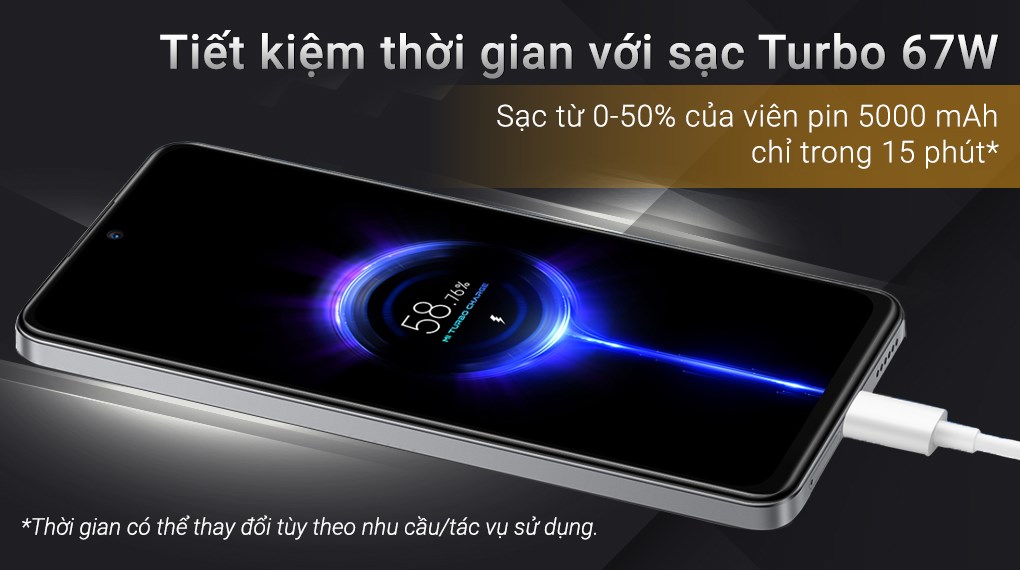 Tiết kiệm thời gian với sạc Turbo 67W
Sạc từ 0-50% của viên pin 5000 mAh
chỉ trong 15 phút*
58.76%
MI TURBO CHARGE
*Thời gian có thể thay đổi tùy theo nhu cầu/tác vụ sử dụng.